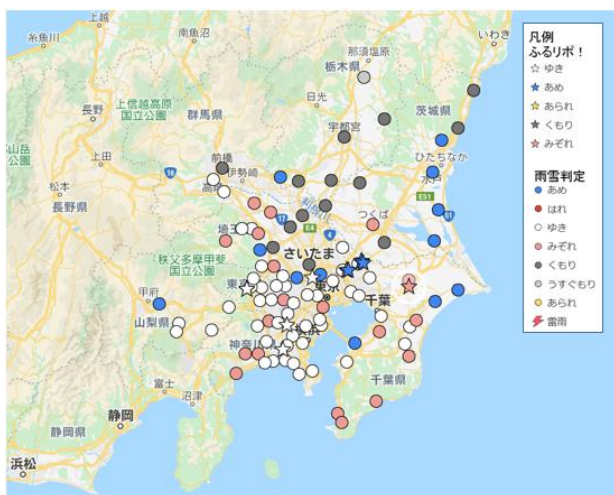 上越
糸魚川
南魚沼
いわき
那須塩原
栃木県
日光
茨城県
上信越高原
国立公園
群馬県
長野
宇都宮
上田
前橋
伊勢崎
ひたちなか
水戸
18
E51
51
松本
長野県
つくば
17
E4
4
埼玉
さいたま
秩父多摩甲斐
国立公園
甲府
東京
千葉
山梨県
神奈川県
富士
沼津
千葉県
静岡
静岡県
浜松
凡例
ふるリポ!
ゆき
あめ
あられ
くもり
みぞれ
雨雪判定
あめ
はれ
ゆき
みぞれ
くもり
うすぐもり
あられ
雷雨